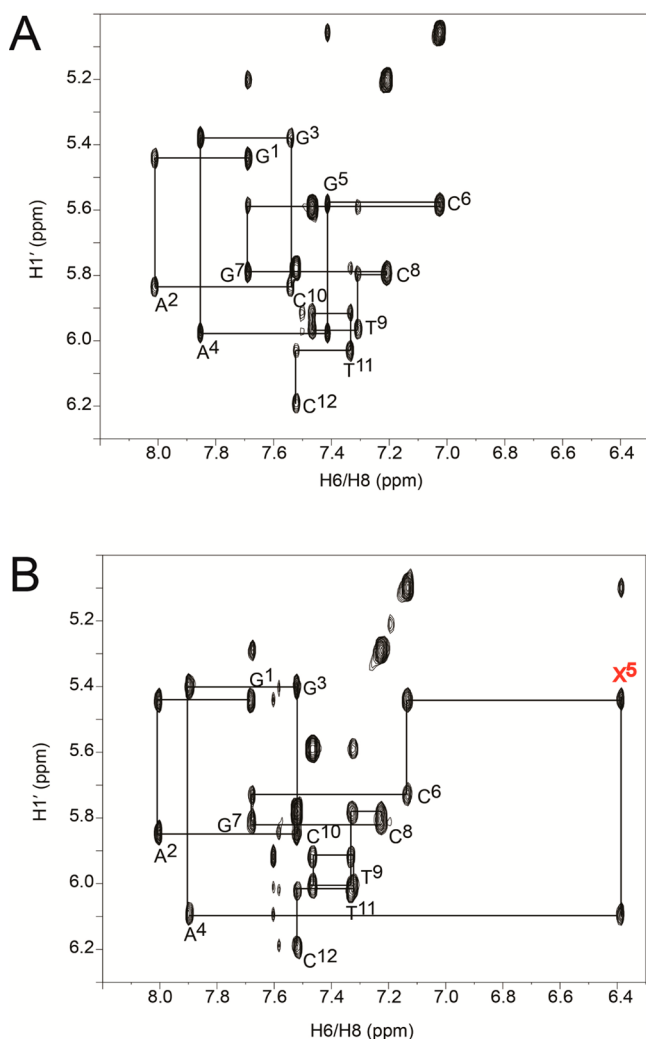 A
5.2
5.4
5.6
5.8
6.0
6.2
H1′ (ppm)
G3
G1
G5
C6
G7
C8
A2
C10
T9
A4
T11
C12
8.0 7.8 7.6 7.4 7.2 7.0 6.8 6.6 6.4
H6/H8 (ppm)
B
5.2
5.4
5.6
5.8
6.0
6.2
H1′ (ppm)
X5
G1
G3
C6
G7
C10
C8
A2
T9
A4
T11
C12
8.0 7.8 7.6 7.4 7.2 7.0 6.8 6.6 6.4
H6/H8 (ppm)